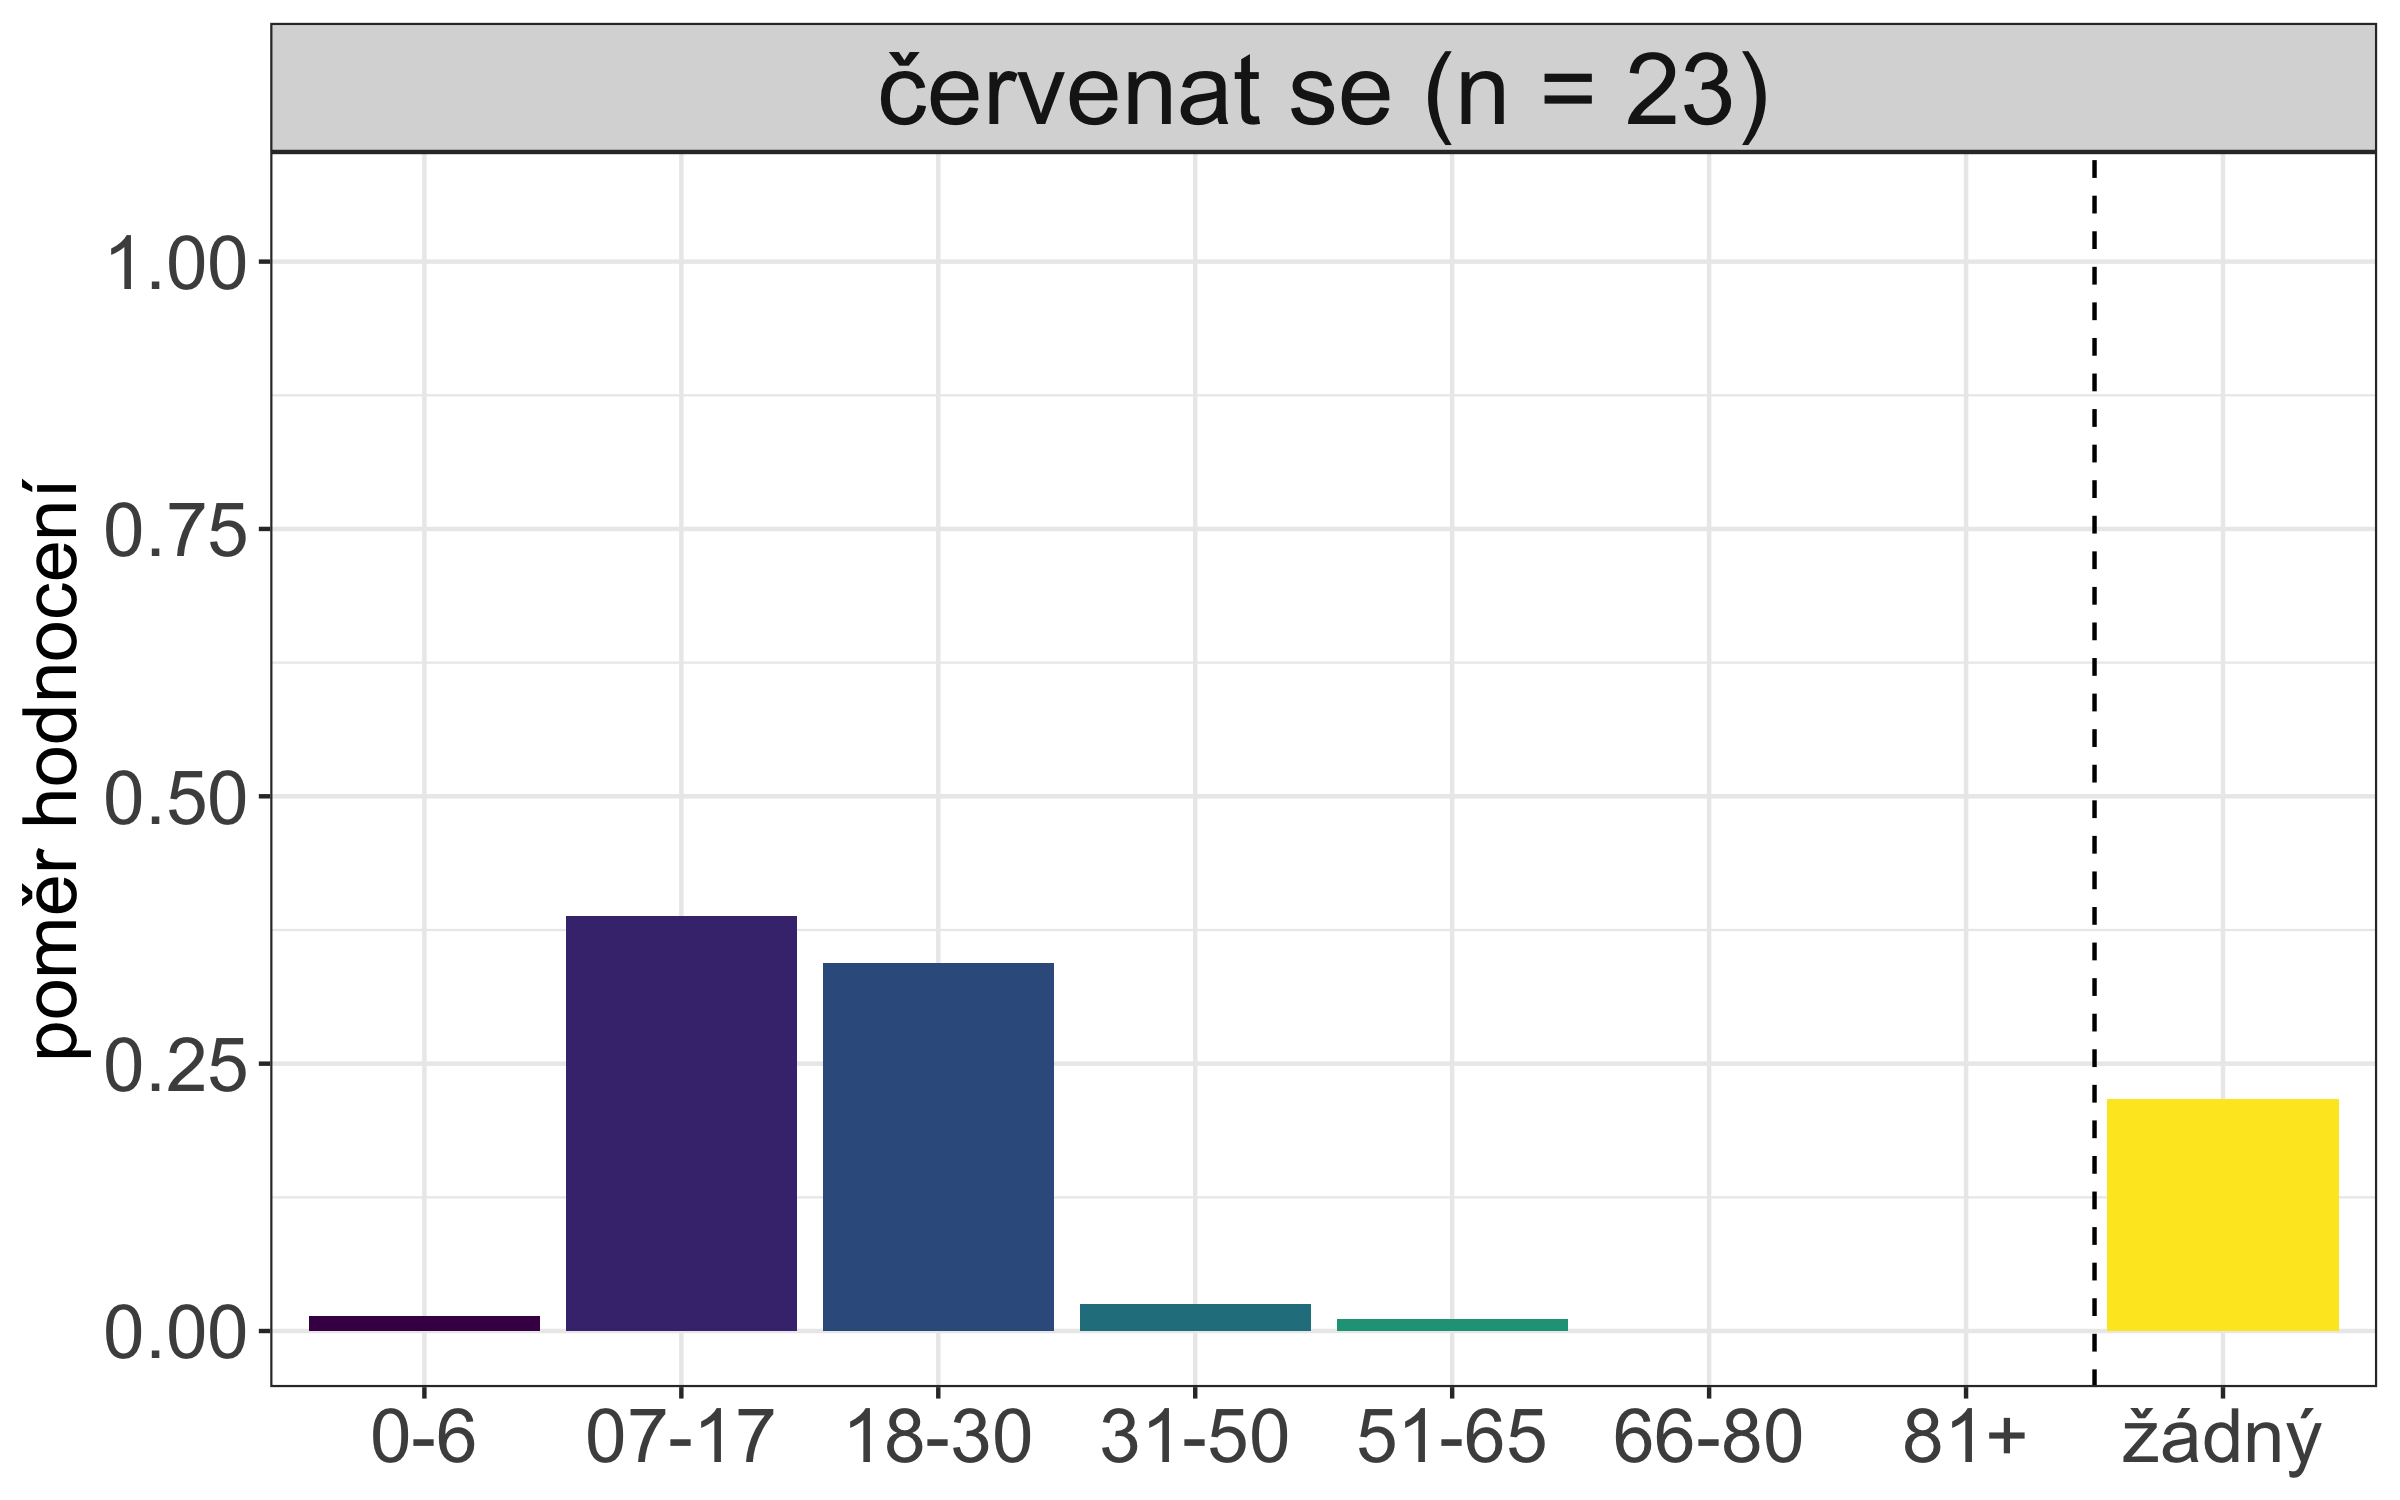 červenat se (n = 23)
poměr hodnocení
1.00
0.75
0.50
0.25
0.00
0-6 07-17 18-30 31-50 51-65 66-80 81+ žádný